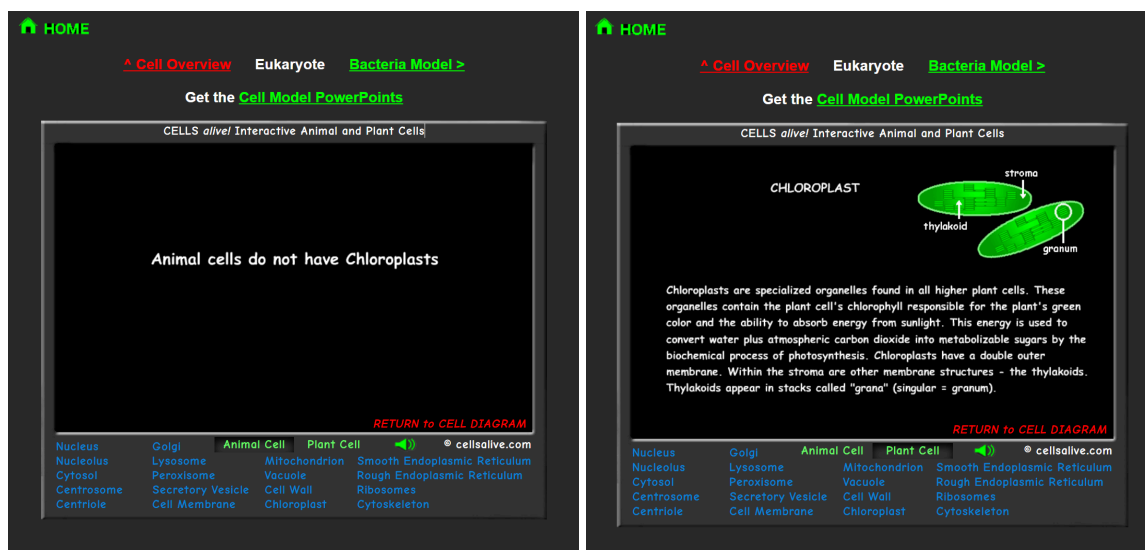 HOME
^ Cell Overview Eukaryote Bacteria Model >
Get the Cell Model PowerPoints
CELLS alive! Interactive Animal and Plant Cells
Animal cells do not have Chloroplasts
RETURN to CELL DIAGRAM
Animal Cell Plant Cell © cellsalive.com
Nucleus Golgi
Nucleolus Lysosome Mitochondrion Smooth Endoplasmic Reticulum
Cytosol Peroxisome Vacuole Rough Endoplasmic Reticulum
Centrosome Secretory Vesicle Cell Wall Ribosomes
Centriole Cell Membrane Chloroplast Cytoskeleton
HOME
^ Cell Overview Eukaryote Bacteria Model >
Get the Cell Model PowerPoints
CELLS alive! Interactive Animal and Plant Cells
CHLOROPLAST
stroma
thylakoid
granum
Chloroplasts are specialized organelles found in all higher plant cells. These
organelles contain the plant cell's chlorophyll responsible for the plant's green
color and the ability to absorb energy from sunlight. This energy is used to
convert water plus atmospheric carbon dioxide into metabolizable sugars by the
biochemical process of photosynthesis. Chloroplasts have a double outer
membrane. Within the stroma are other membrane structures - the thylakoids.
Thylakoids appear in stacks called "grana" (singular = granum).
RETURN to CELL DIAGRAM
Animal Cell Plant Cell © cellsalive.com
Nucleus Golgi
Nucleolus Lysosome Mitochondrion Smooth Endoplasmic Reticulum
Cytosol Peroxisome Vacuole Rough Endoplasmic Reticulum
Centrosome Secretory Vesicle Cell Wall Ribosomes
Centriole Cell Membrane Chloroplast Cytoskeleton